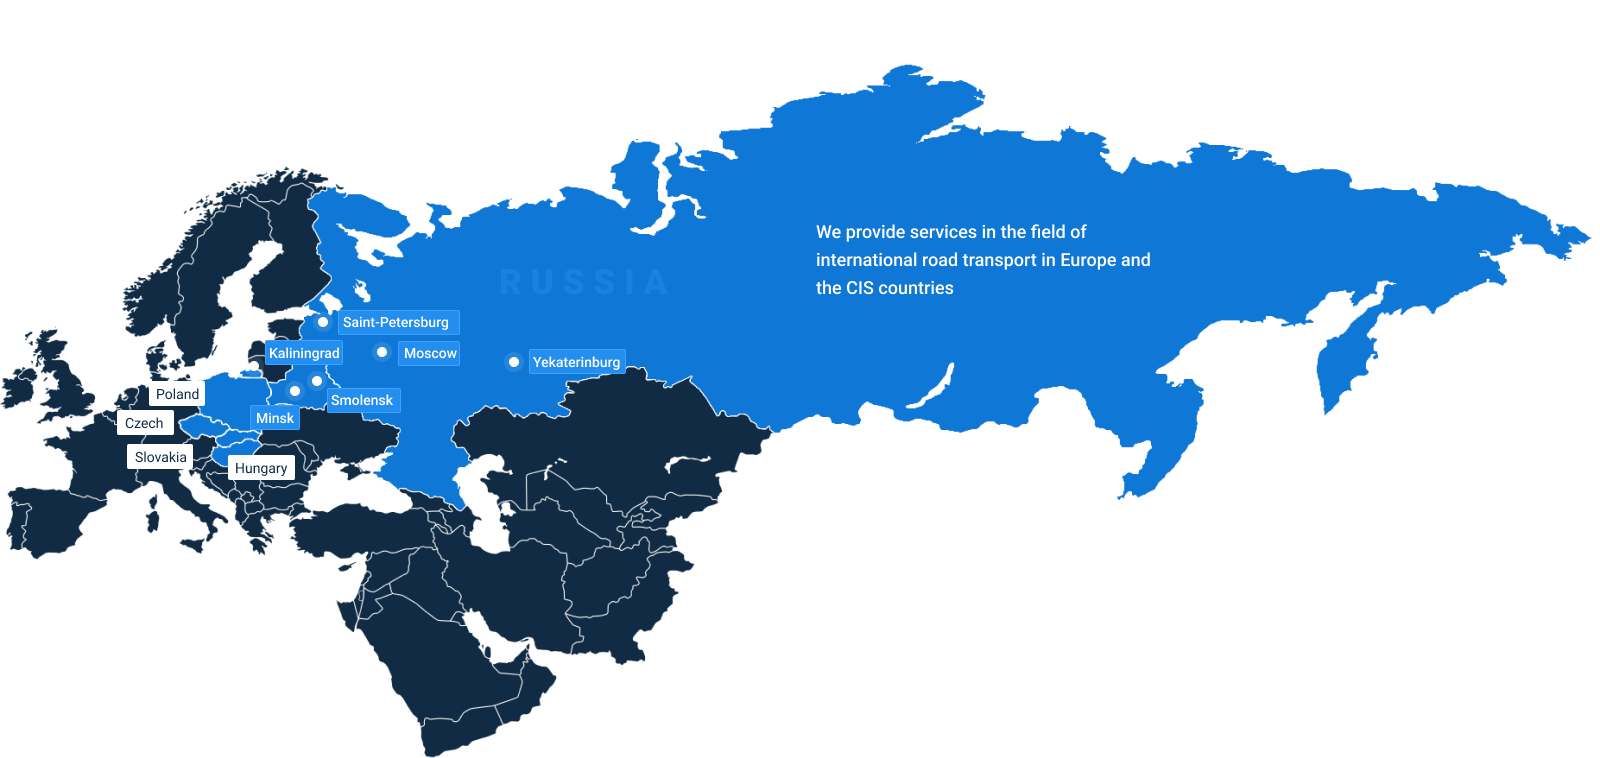 We provide services in the field of
international road transport in Europe and
the CIS countries
RUSSIA
Saint-Petersburg
Kaliningrad
Moscow
Yekaterinburg
Poland
Smolensk
Minsk
Czech
Slovakia
Hungary